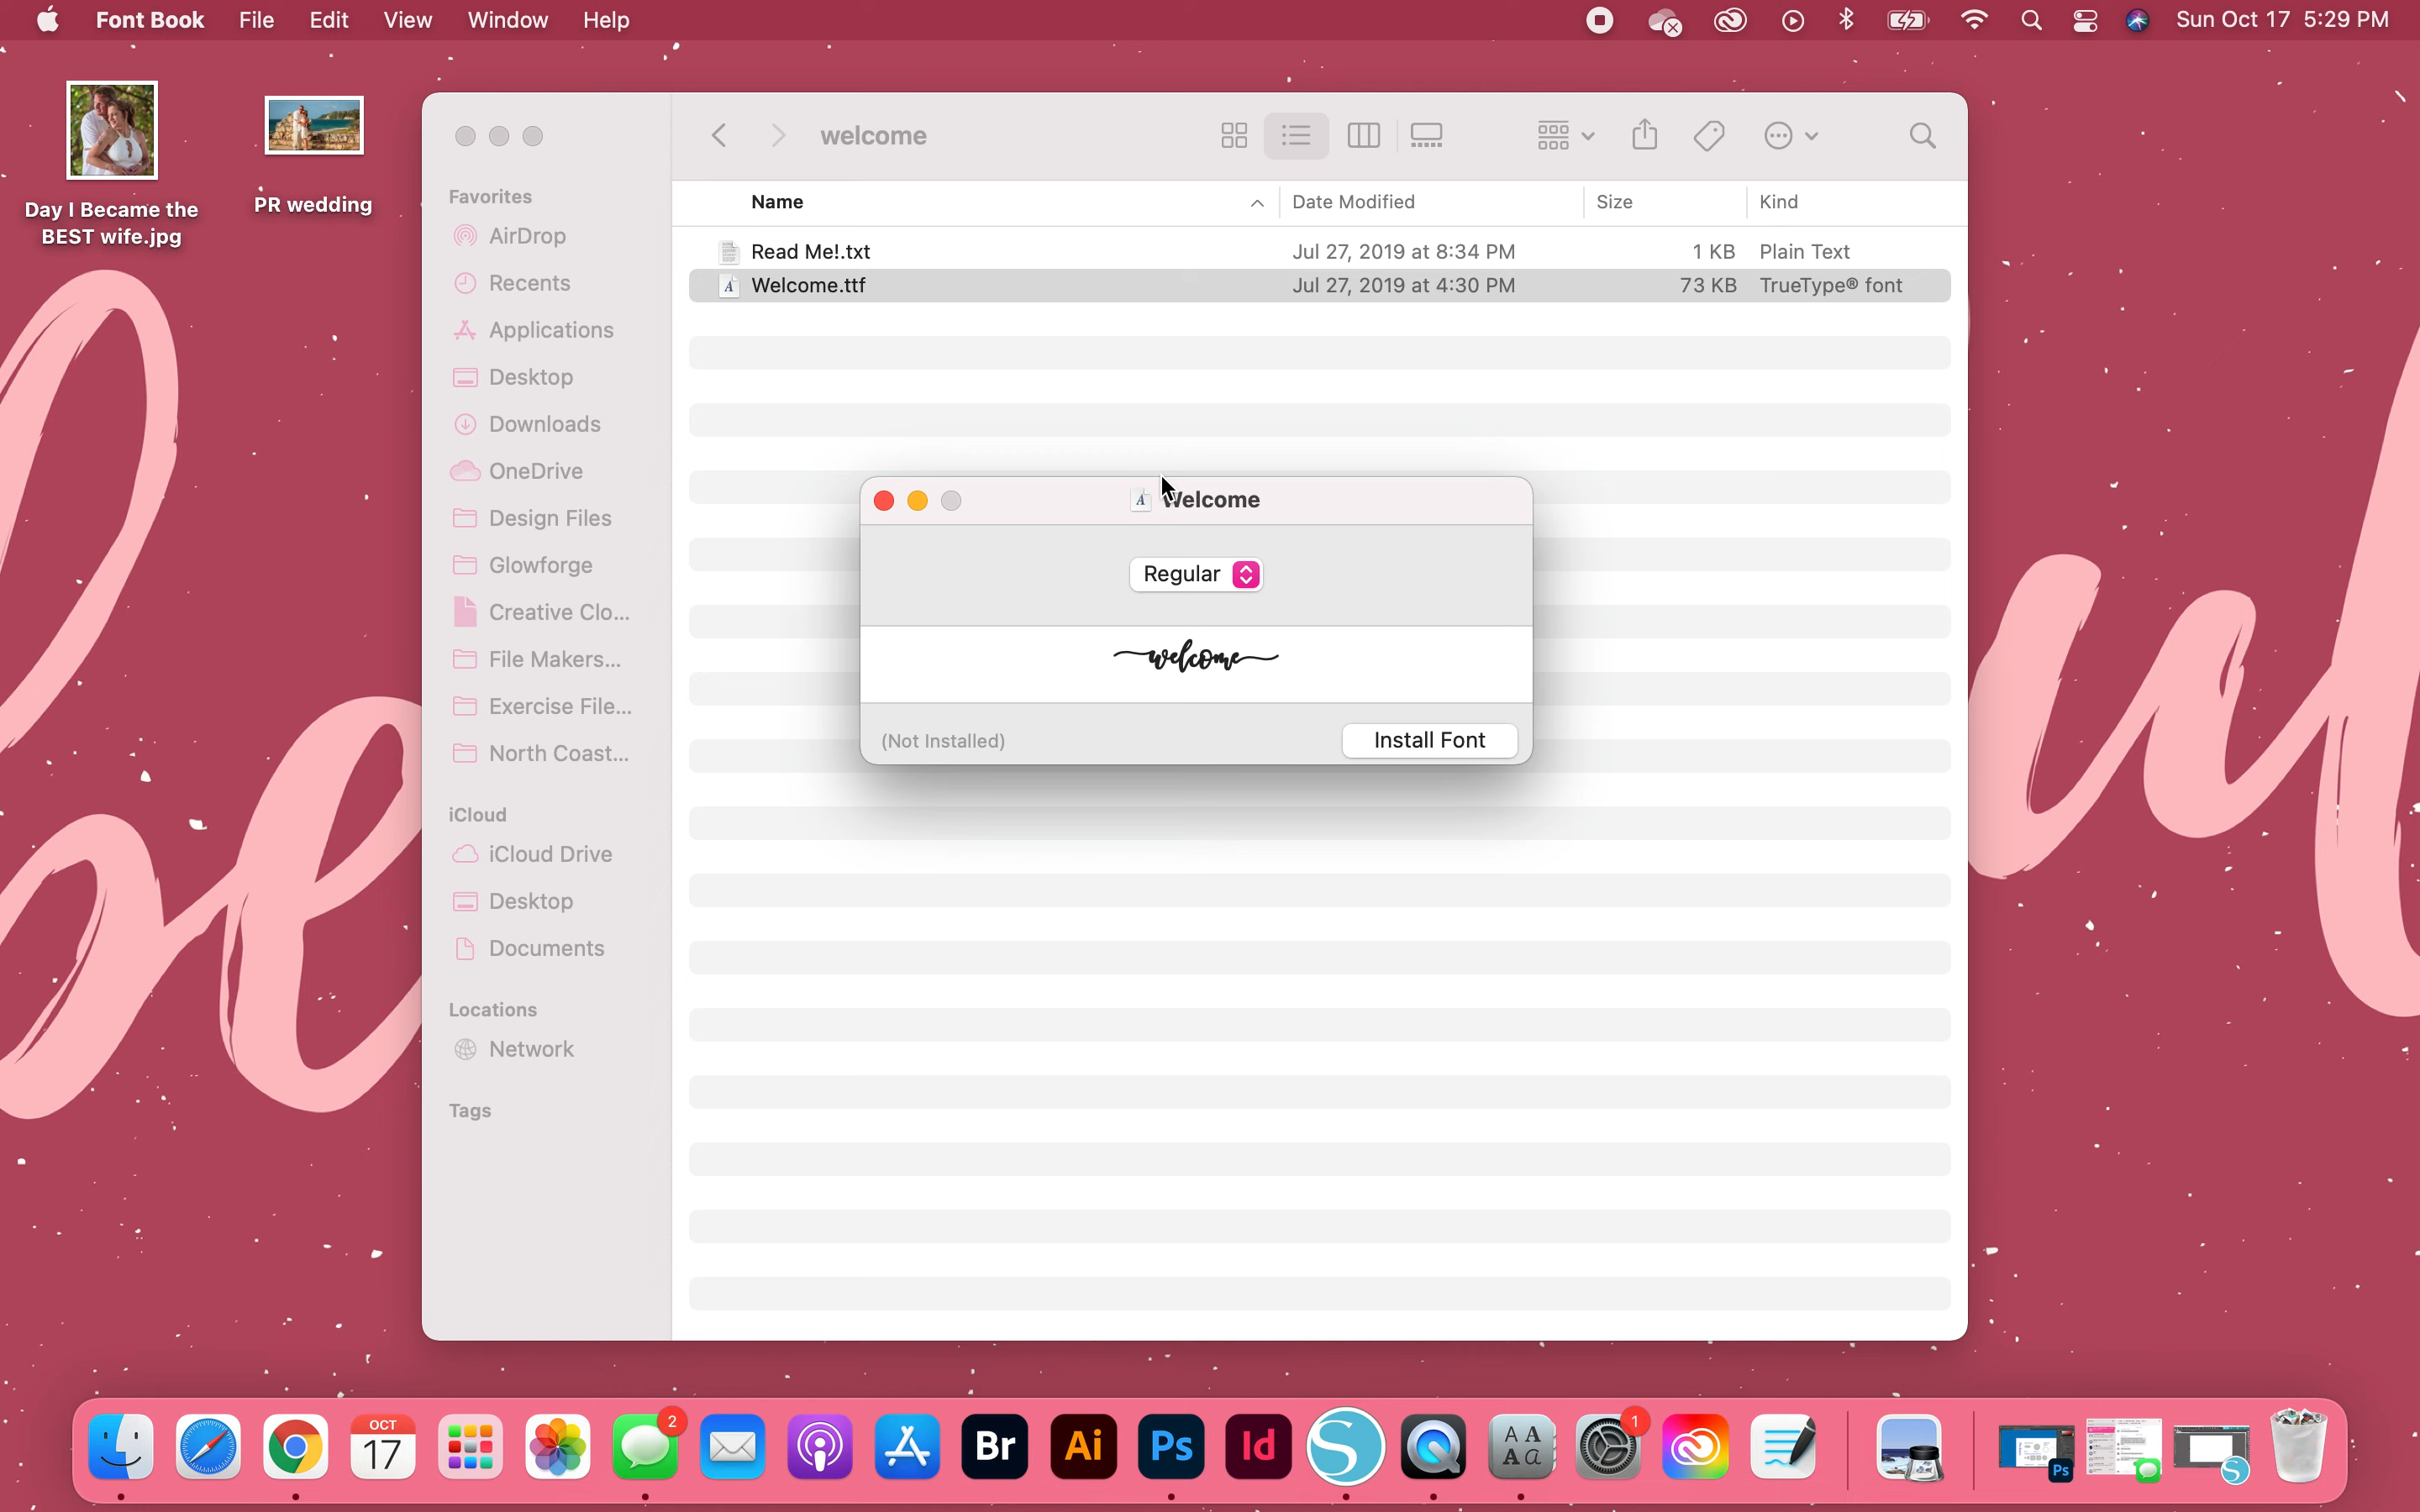 Font Book File Edit View Window Help Sun Oct 17 5:29 PM
Day I Became the
BEST wife.jpg
PR wedding
welcome
Favorites
AirDrop
Recents
Applications
Desktop
Downloads
OneDrive
Design Files
Glowforge
Creative Clo...
File Makers...
Exercise File...
North Coast...
iCloud
iCloud Drive
Desktop
Documents
Locations
Network
Tags
Name Date Modified Size Kind
Read Me!.txt Jul 27, 2019 at 8:34 PM 1 KB Plain Text
Welcome.ttf Jul 27, 2019 at 4:30 PM 73 KB TrueType® font
Welcome
Regular
welcome
(Not Installed) Install Font
OCT
17
2
Br
Ai
Ps
Id
S
A A
A a
1
Ps
S